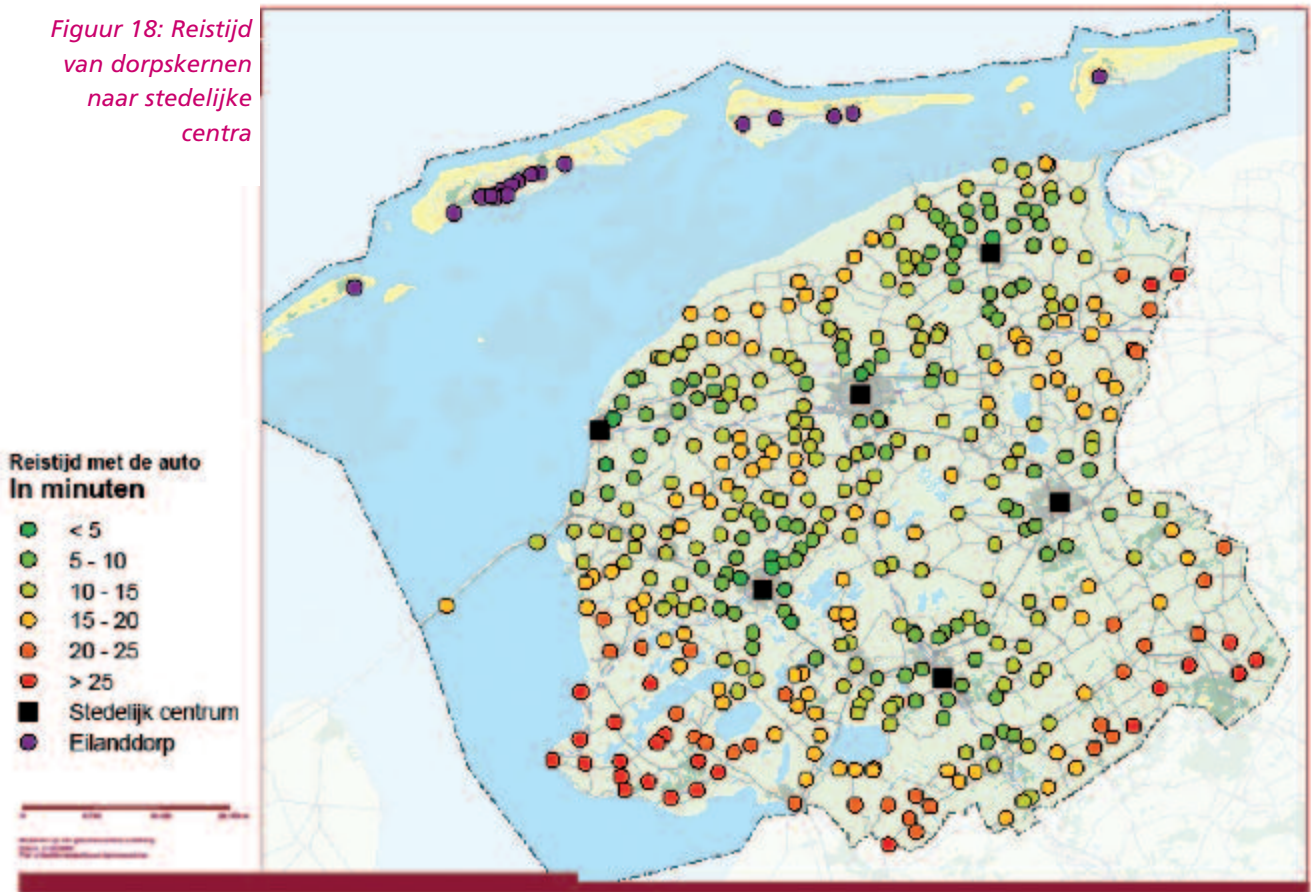 Figuur 18: Reistijd
van dorpskernen
naar stedelijke
centra
Reistijd met de auto
In minuten
< 5
5 - 10
10 - 15
15 - 20
20 - 25
> 25
Stedelijk centrum
Eilanddorp